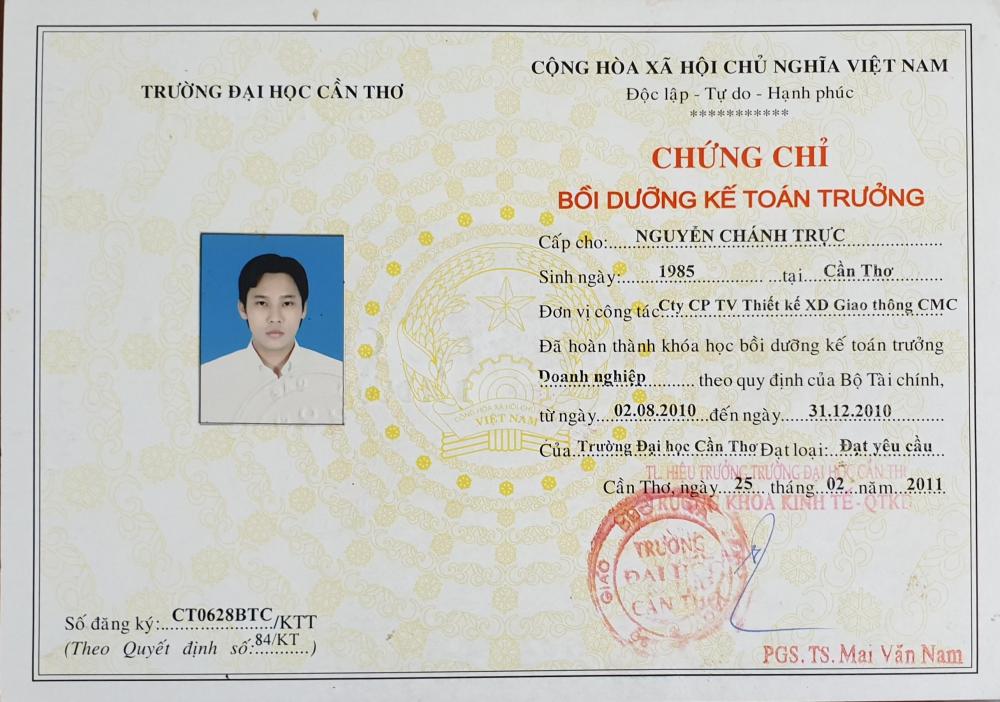 TRƯỜNG ĐẠI HỌC CẦN THƠ
CỘNG HÒA XÃ HỘI CHỦ NGHĨA VIỆT NAM
Độc lập - Tự do - Hạnh phúc
***********
CHỨNG CHỈ
BỒI DƯỠNG KẾ TOÁN TRƯỞNG
Cấp cho:....NGUYỄN CHÁNH TRỰC
Sinh ngày:......1985.................tại....Cần Thơ
Đơn vị công tác:Cty CP TV Thiết kế XD Giao thông CMC
Đã hoàn thành khóa học bồi dưỡng kế toán trưởng
Doanh nghiệp......... theo quy định của Bộ Tài chính,
từ ngày...02.08.2010..đến ngày.....31.12.2010
Của..Trường Đại học Cần Thơ Đạt loại:..Đạt yêu cầu
TL. HIỆU TRƯỞNG TRƯỜNG ĐẠI HỌC CẦN THƠ
Cần Thơ, ngày...25...tháng..02..năm..2011
TRƯỞNG KHOA KINH TẾ - QTKD
TRƯỜNG
ĐẠI HỌC
CẦN THƠ
GIÁO
VIỆT NAM
Số đăng ký:..CT0628BTC./KTT
(Theo Quyết định số:84/KT......)
PGS. TS. Mai Văn Nam